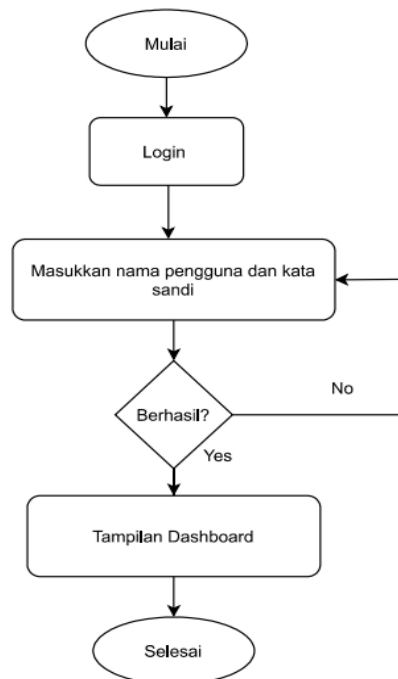 Mulai
Login
Masukkan nama pengguna dan kata
sandi
Berhasil?
No
Yes
Tampilan Dashboard
Selesai